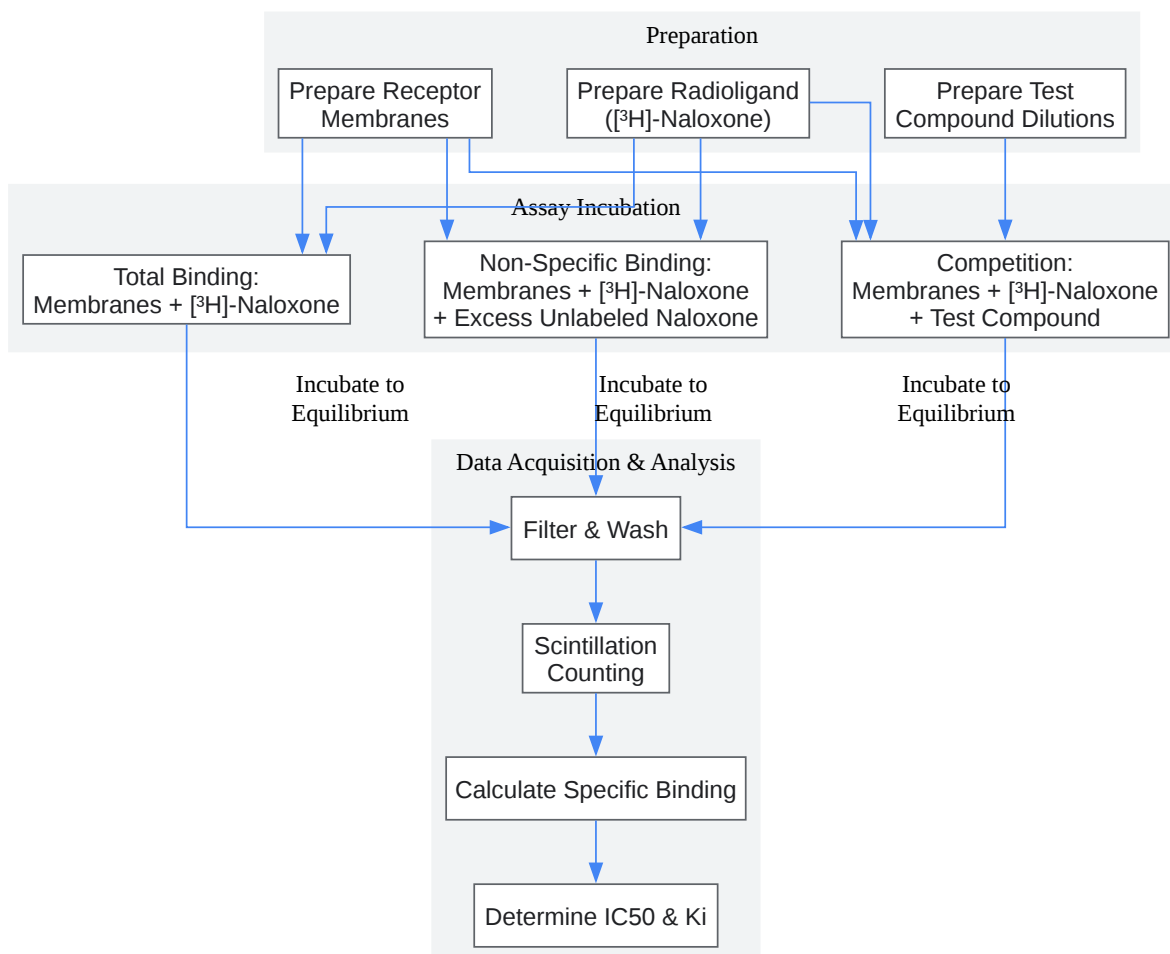 Preparation
Prepare Receptor
Membranes
Prepare Radioligand
([³H]-Naloxone)
Prepare Test
Compound Dilutions
Assay Incubation
Total Binding:
Membranes + [³H]-Naloxone
Non-Specific Binding:
Membranes + [³H]-Naloxone
+ Excess Unlabeled Naloxone
Competition:
Membranes + [³H]-Naloxone
+ Test Compound
Incubate to
Equilibrium
Incubate to
Equilibrium
Incubate to
Equilibrium
Data Acquisition & Analysis
Filter & Wash
Scintillation
Counting
Calculate Specific Binding
Determine IC50 & Ki